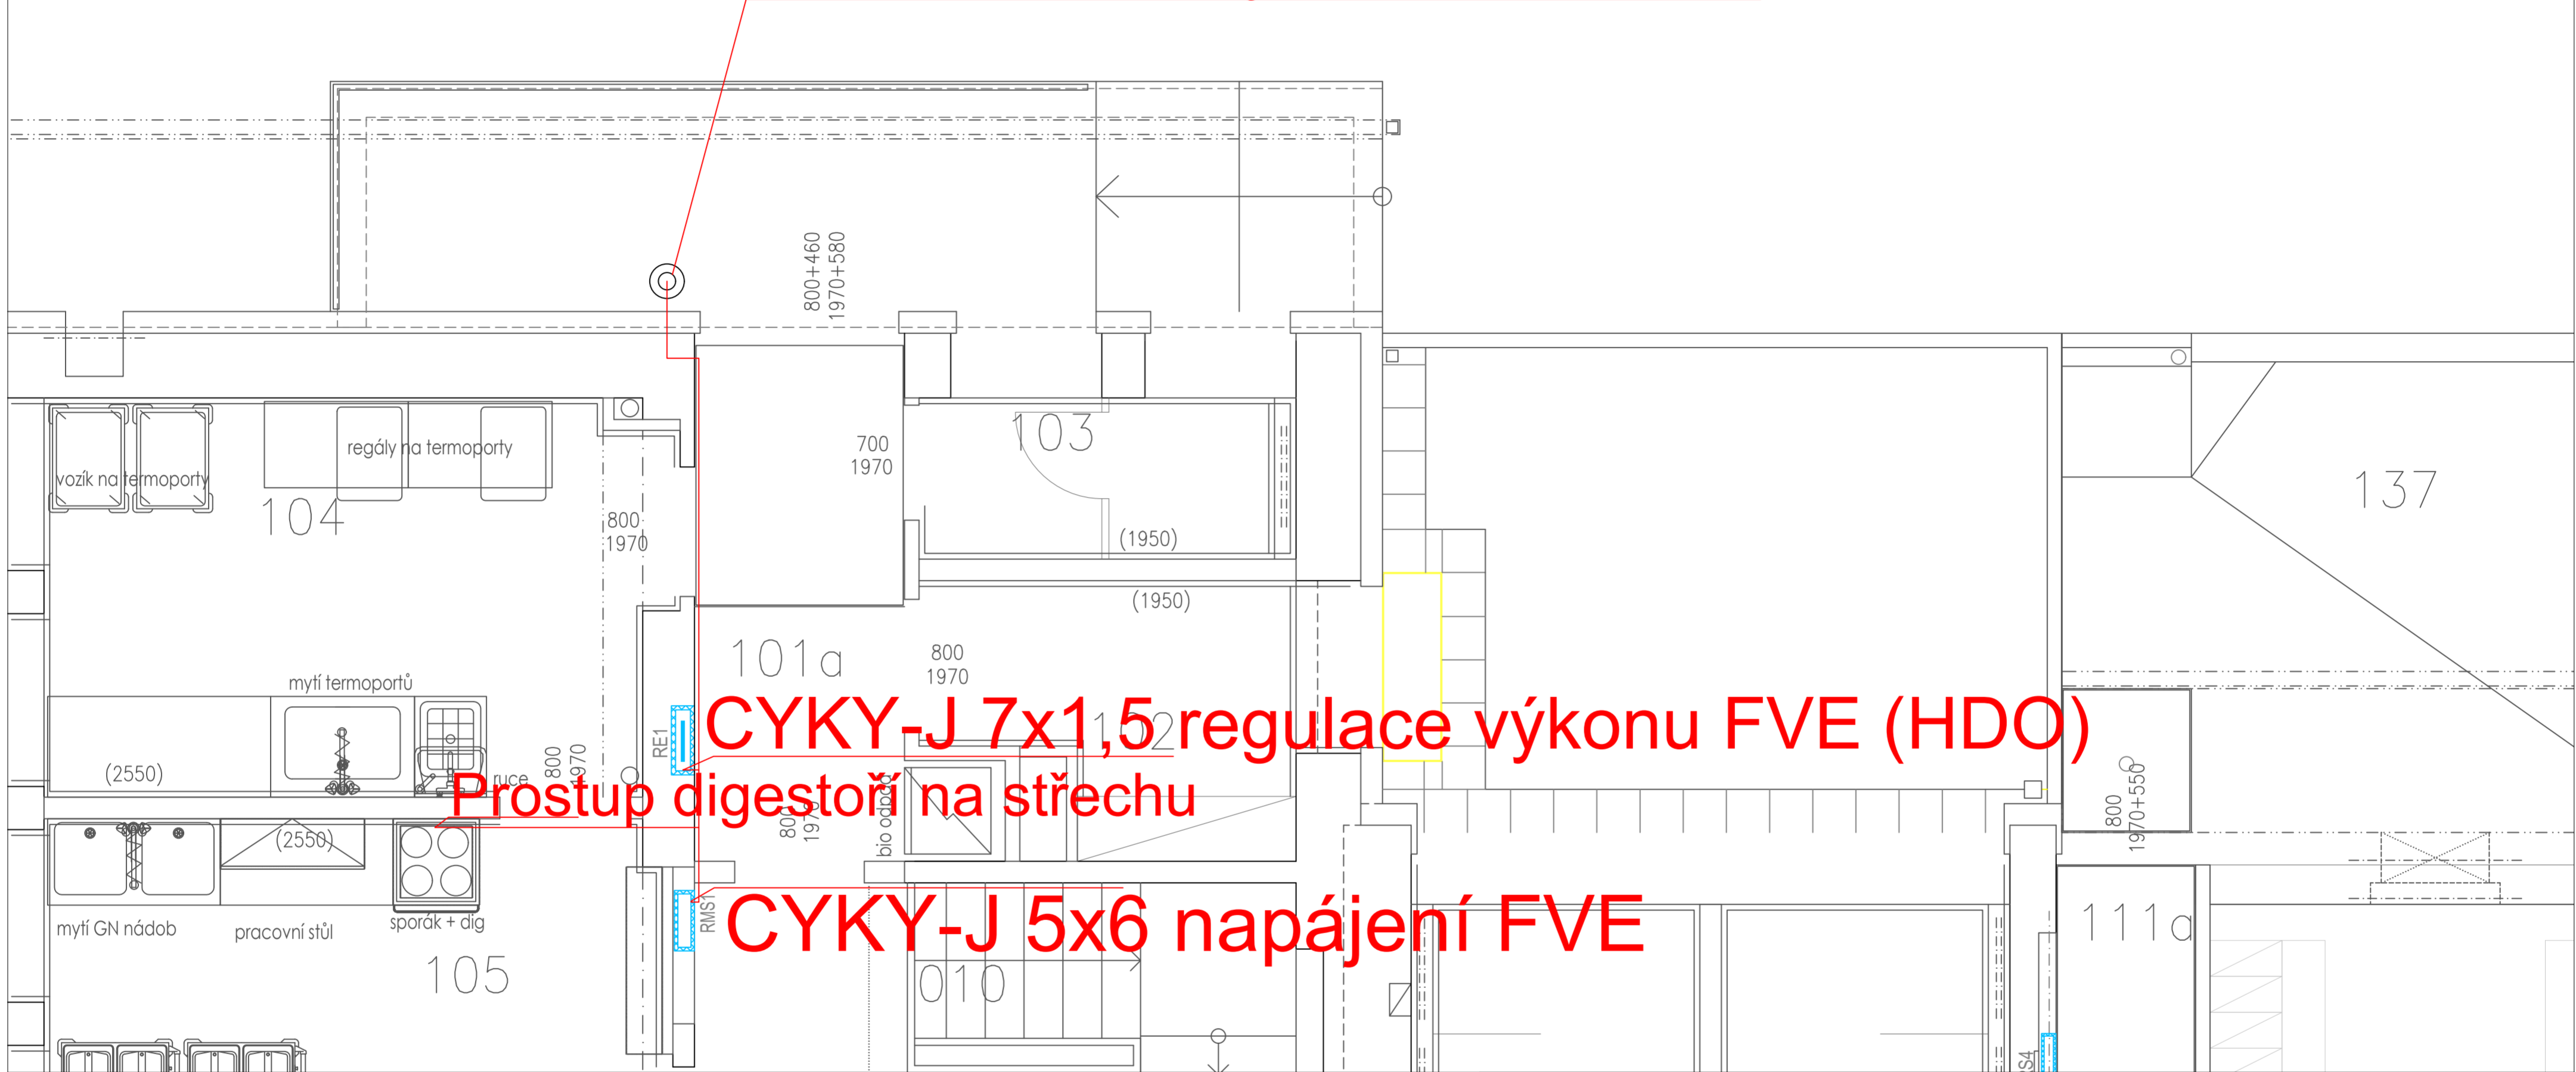 800+460
1970+580
103
700
1970
regály na termoporty
vozík na termoporty
104
137
800
1970
(1950)
(1950)
101a
800
1970
mytí termoportů
102
CYKY-J 7x1,5 regulace výkonu FVE (HDO)
RE1
(2550)
800
1970
ruce
Prostup digestoří na střechu
800
1970
bio odpad
800
1970+550
(2550)
CYKY-J 5x6 napájení FVE
RMS1
mytí GN nádob
pracovní stůl
sporák + dig
105
010
111a